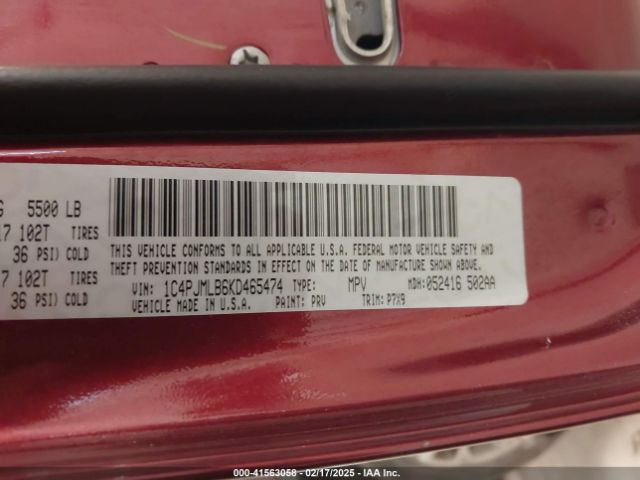 G 5500 LB
17 102T TIRES
36 PSI) COLD
7 102T TIRES
36 PSI) COLD
THIS VEHICLE CONFORMS TO ALL APPLICABLE U.S.A. FEDERAL MOTOR VEHICLE SAFETY AND
THEFT PREVENTION STANDARDS IN EFFECT ON THE DATE OF MANUFACTURE SHOWN ABOVE.
VIN: 1C4PJMLB6KD465474 TYPE: MPV MDH: 052416 502AA
VEHICLE MADE IN U.S.A. PAINT: PRV TRIM: P7X9
000-41563058 - 02/17/2025 - IAA Inc.